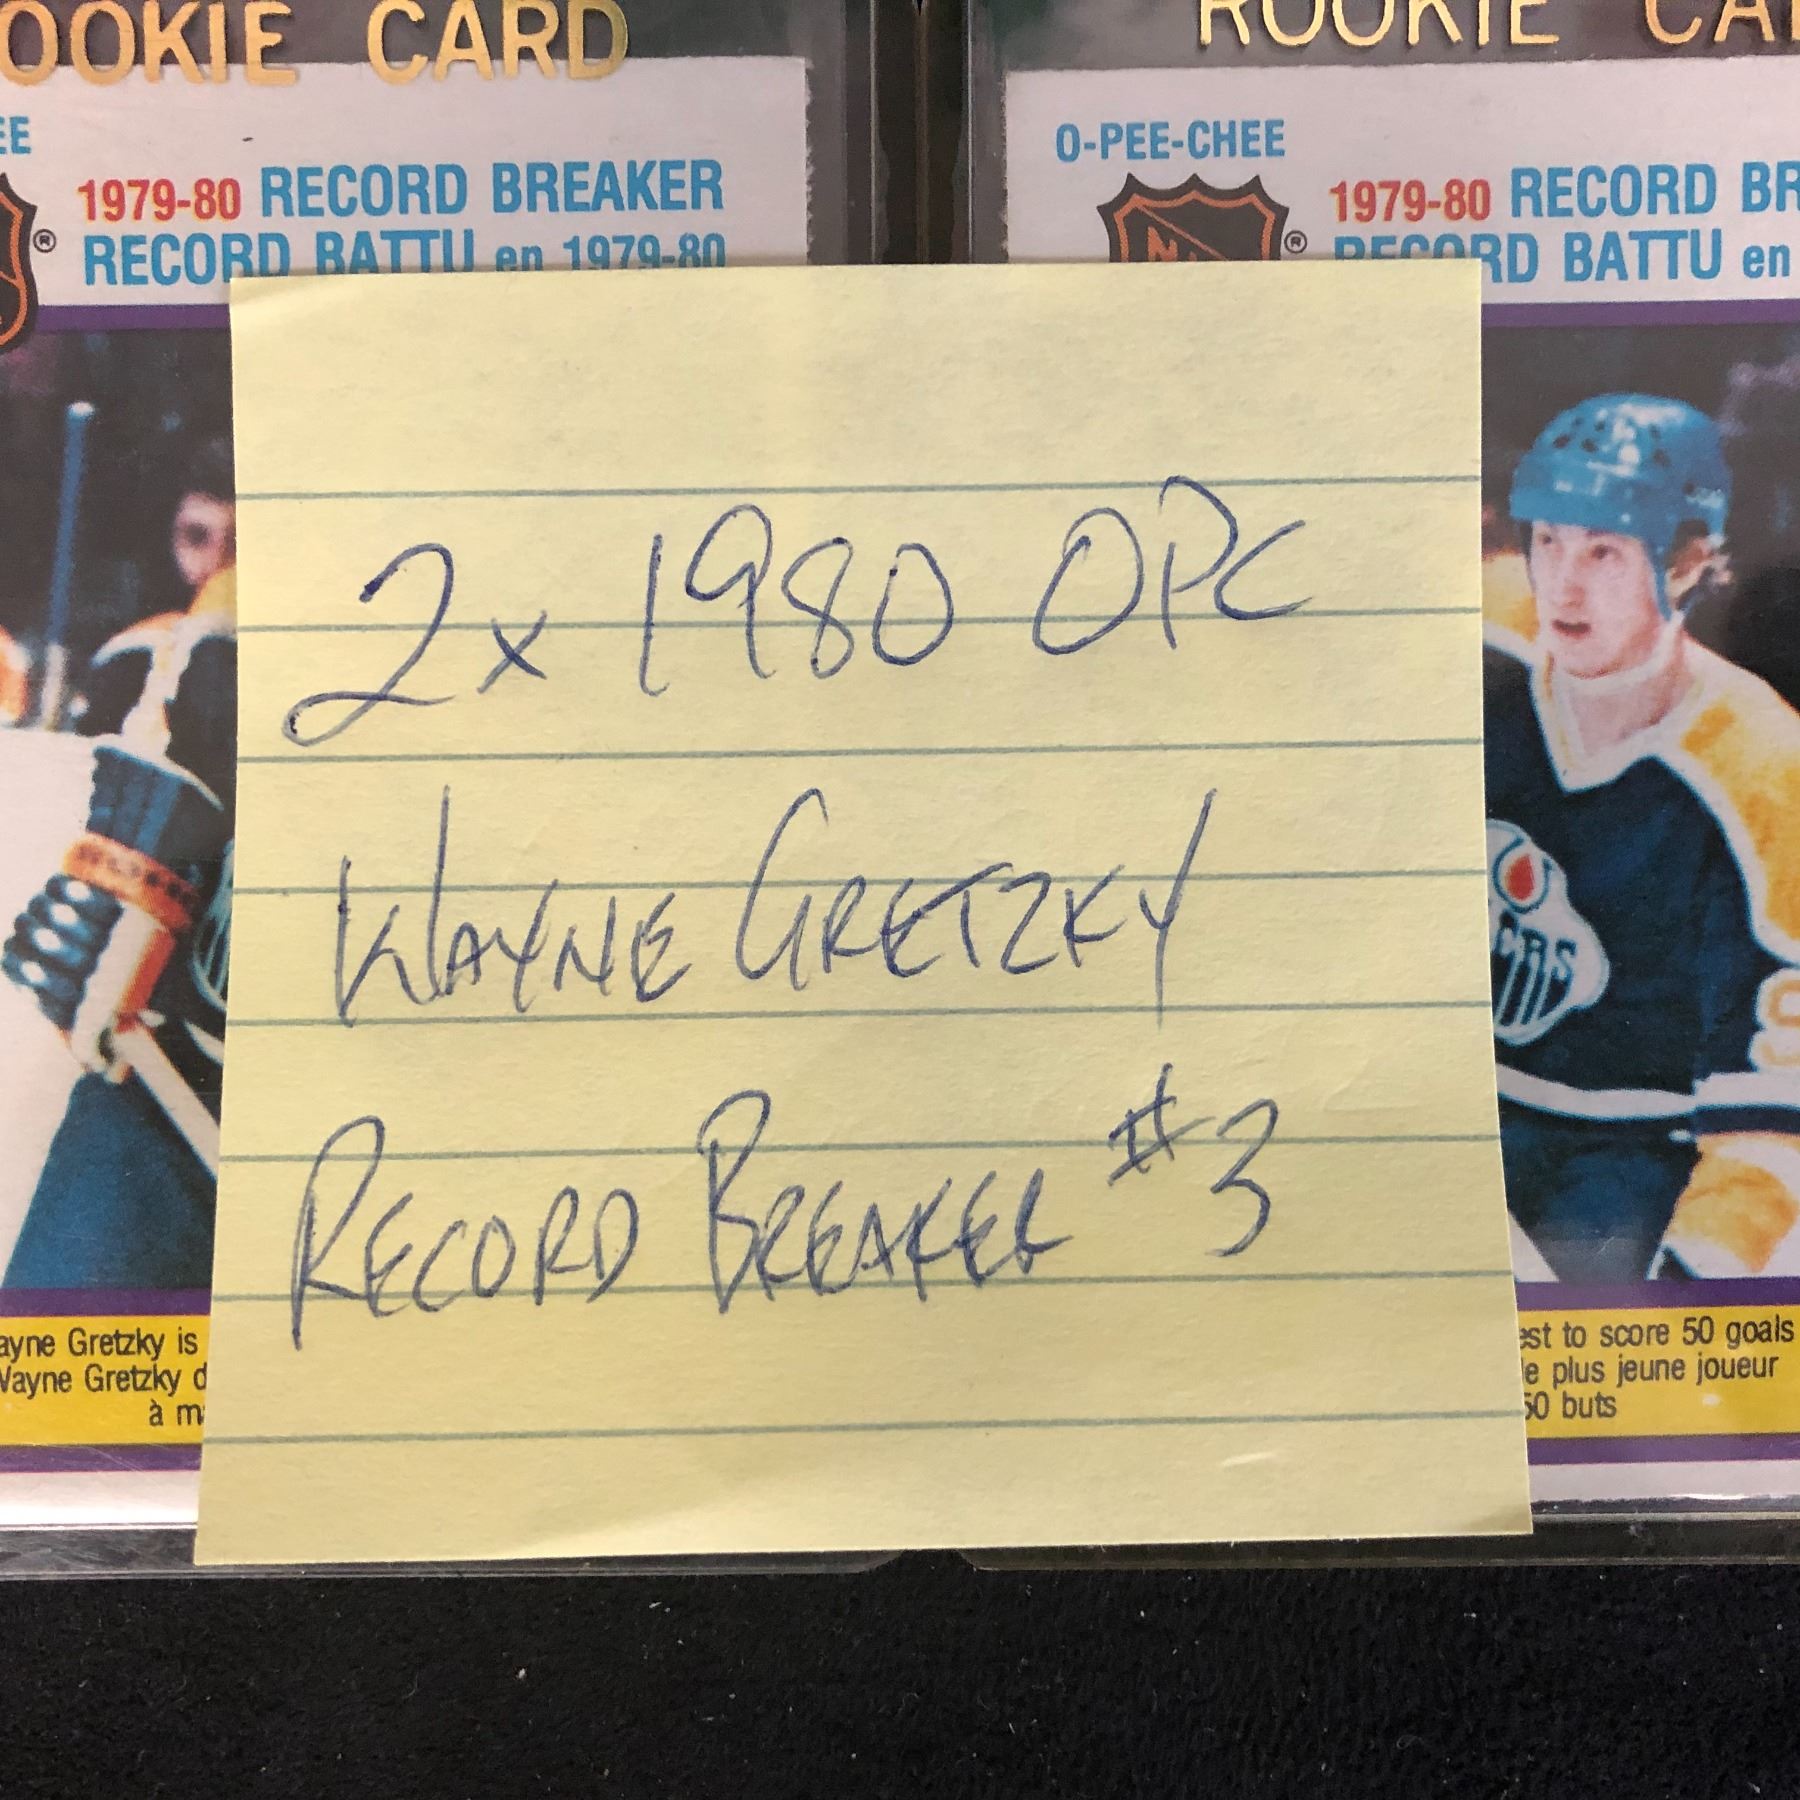 OOKIE CARD
ROOKIE CA
EE
1979-80 RECORD BREAKER
RECORD BATTU en 1979-80
O-PEE-CHEE
1979-80 RECORD BR
RECORD BATTU en
2x 1980 OPC
WAYNE GRETZKY
RECORD BREAKER #3
ayne Gretzky is
Wayne Gretzky d
à m
est to score 50 goals
le plus jeune joueur
50 buts